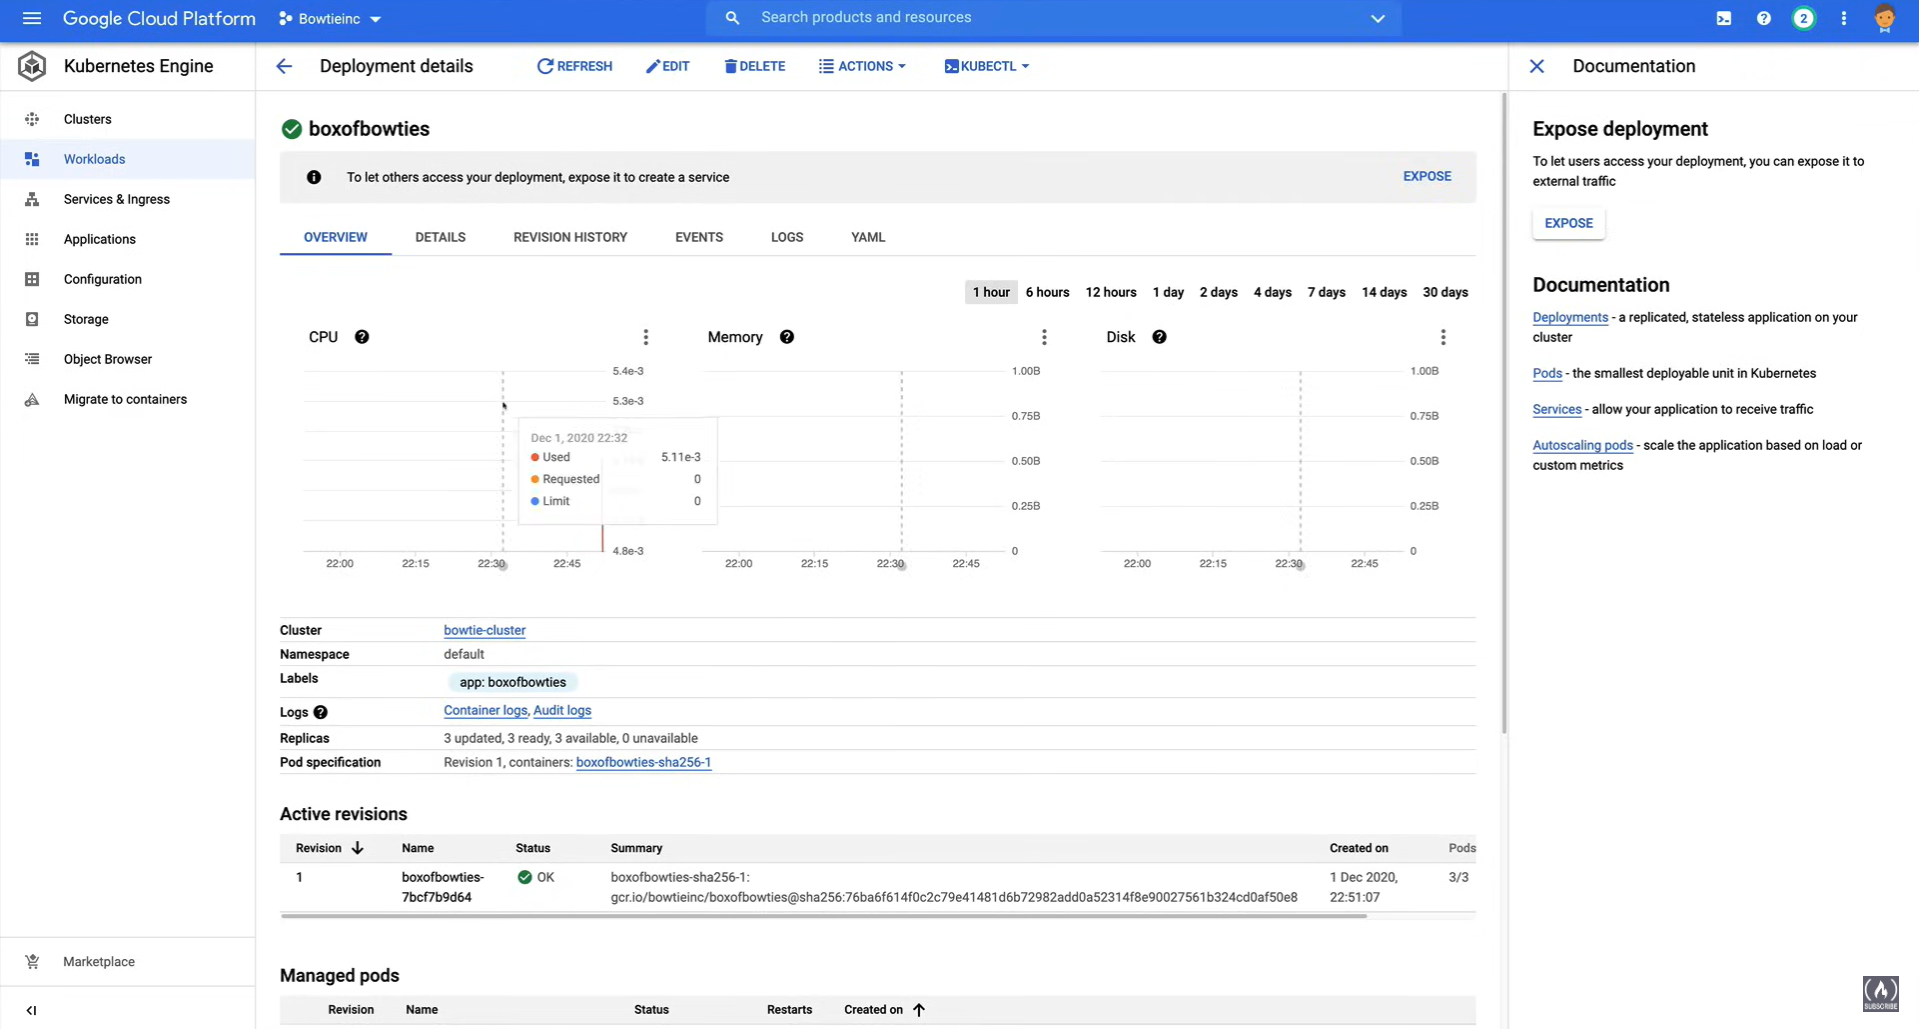 Google Cloud Platform
Bowtieinc
Search products and resources
2
Kubernetes Engine
Deployment details
REFRESH
EDIT
DELETE
ACTIONS
KUBECTL
Documentation
Clusters
Workloads
Services & Ingress
Applications
Configuration
Storage
Object Browser
Migrate to containers
Marketplace
boxofbowties
To let others access your deployment, expose it to create a service
EXPOSE
OVERVIEW
DETAILS
REVISION HISTORY
EVENTS
LOGS
YAML
1 hour
6 hours
12 hours
1 day
2 days
4 days
7 days
14 days
30 days
CPU
5.4e-3
5.3e-3
Dec 1, 2020 22:32
Used 5.11e-3
Requested 0
Limit 0
4.8e-3
22:00 22:15 22:30 22:45
Memory
1.00B
0.75B
0.50B
0.25B
0
22:00 22:15 22:30 22:45
Disk
1.00B
0.75B
0.50B
0.25B
0
22:00 22:15 22:30 22:45
Cluster bowtie-cluster
Namespace default
Labels app: boxofbowties
Logs Container logs, Audit logs
Replicas 3 updated, 3 ready, 3 available, 0 unavailable
Pod specification Revision 1, containers: boxofbowties-sha256-1
Active revisions
Revision Name Status Summary Created on Pods
1 boxofbowties- OK boxofbowties-sha256-1: 1 Dec 2020, 3/3
7bcf7b9d64 gcr.io/bowtieinc/boxofbowties@sha256:76ba6f614f0c2c79e41481d6b72982add0a52314f8e90027561b324cd0af50e8 22:51:07
Managed pods
Revision Name Status Restarts Created on
Expose deployment
To let users access your deployment, you can expose it to
external traffic
EXPOSE
Documentation
Deployments - a replicated, stateless application on your
cluster
Pods - the smallest deployable unit in Kubernetes
Services - allow your application to receive traffic
Autoscaling pods - scale the application based on load or
custom metrics
SUBSCRIBE